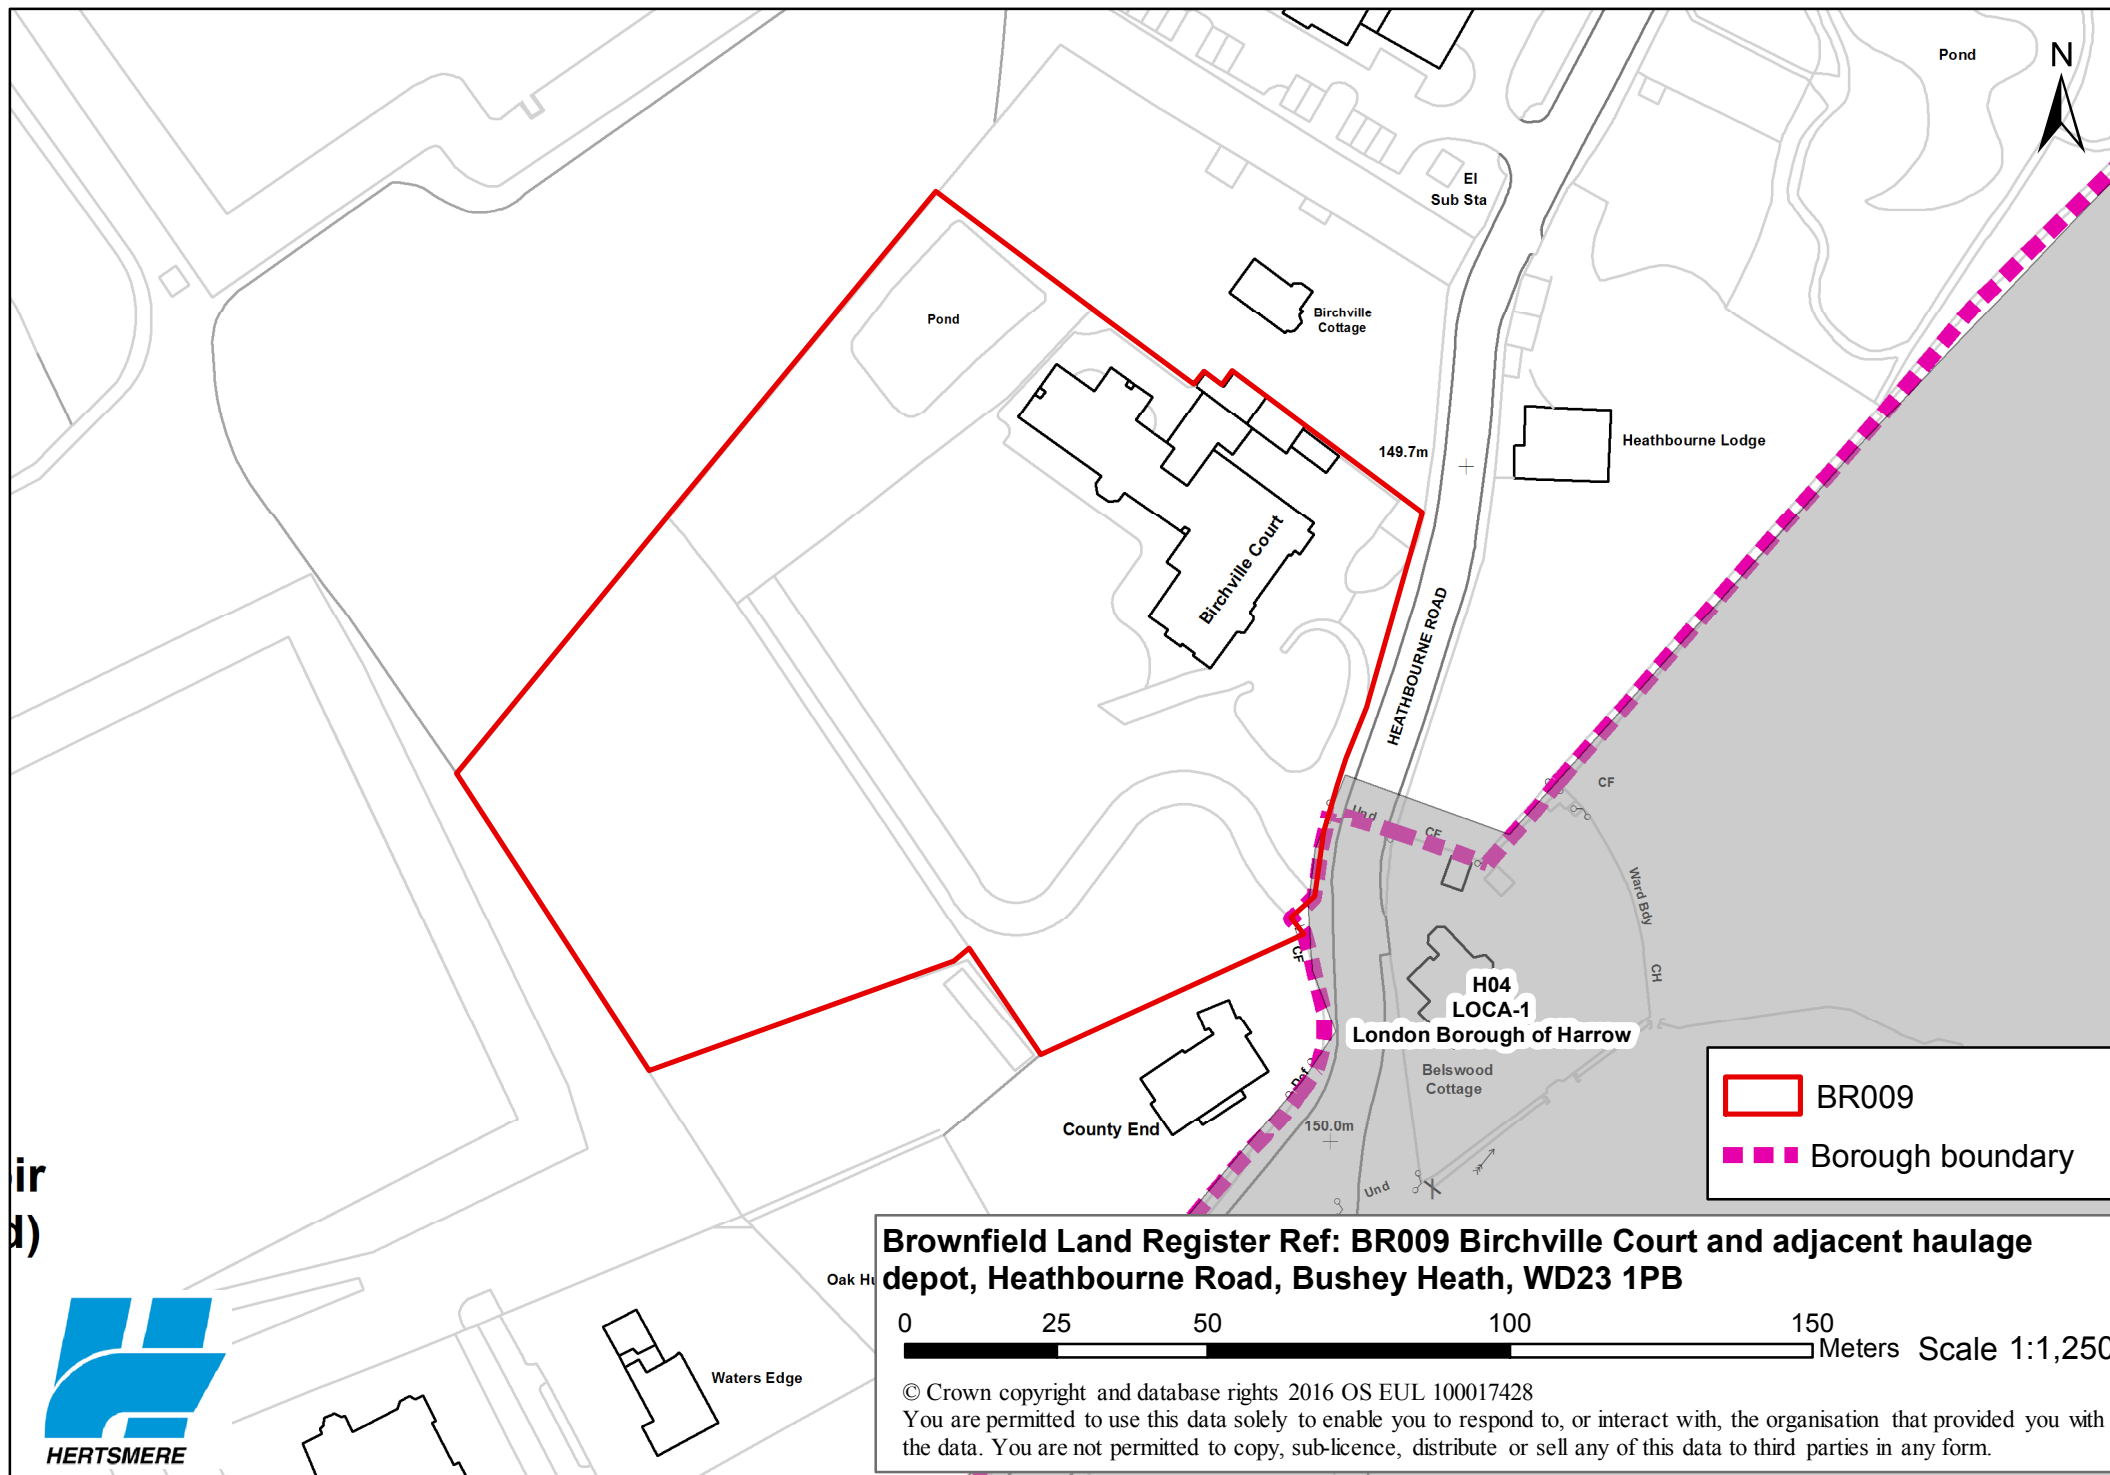 Pond
N
El
Sub Sta
Pond
Birchville
Cottage
149.7m
Heathbourne Lodge
Birchville Court
HEATHBOURNE ROAD
CF
Und
CF
Ward Bdy
CF
CH
H04
LOCA-1
London Borough of Harrow
Belswood
Cottage
Def
County End
150.0m
Und
BR009
Borough boundary
ir
d)
Oak Hu
Waters Edge
HERTSMERE
Brownfield Land Register Ref: BR009 Birchville Court and adjacent haulage
depot, Heathbourne Road, Bushey Heath, WD23 1PB
0 25 50 100 150
Meters Scale 1:1,250
© Crown copyright and database rights 2016 OS EUL 100017428
You are permitted to use this data solely to enable you to respond to, or interact with, the organisation that provided you with
the data. You are not permitted to copy, sub-licence, distribute or sell any of this data to third parties in any form.